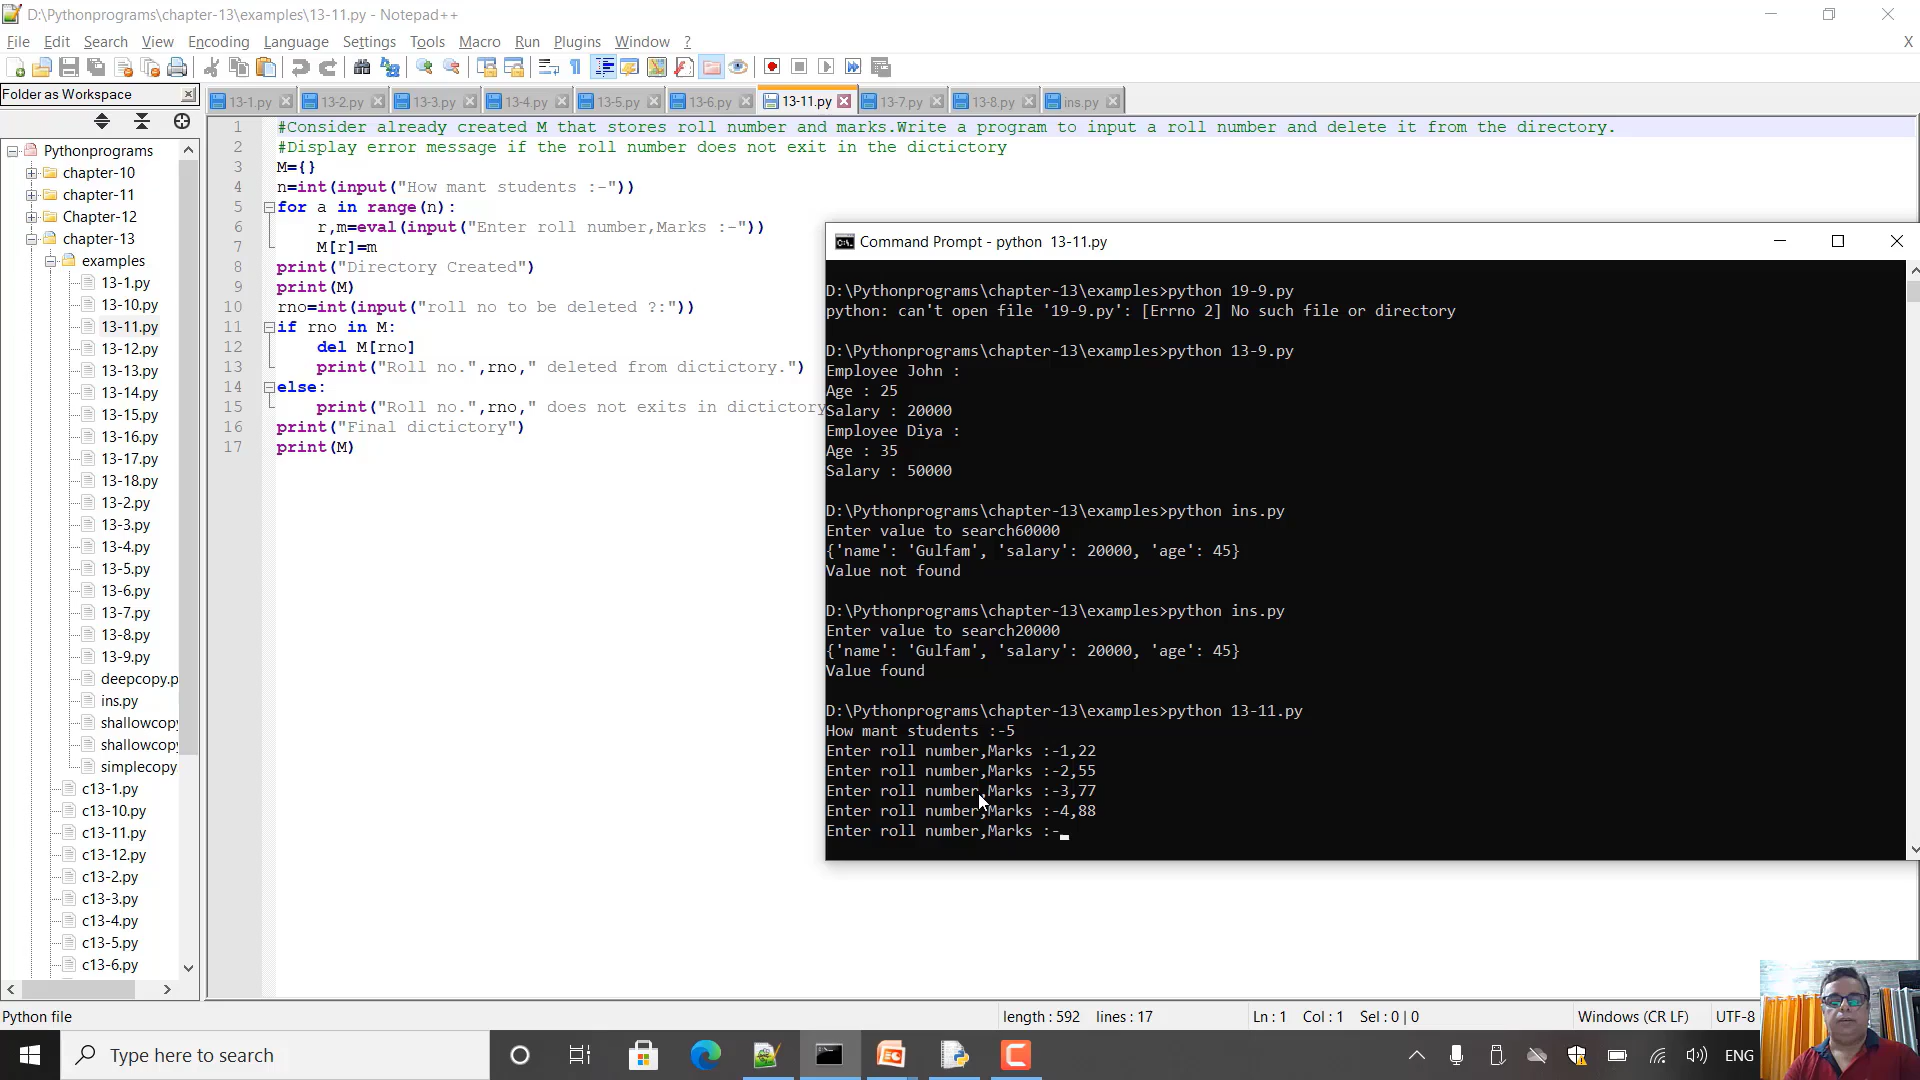 D:\Pythonprograms\chapter-13\examples\13-11.py - Notepad++
File Edit Search View Encoding Language Settings Tools Macro Run Plugins Window ? X
Folder as Workspace
13-1.py 13-2.py 13-3.py 13-4.py 13-5.py 13-6.py 13-11.py 13-7.py 13-8.py ins.py
Pythonprograms
chapter-10
chapter-11
Chapter-12
chapter-13
examples
13-1.py
13-10.py
13-11.py
13-12.py
13-13.py
13-14.py
13-15.py
13-16.py
13-17.py
13-18.py
13-2.py
13-3.py
13-4.py
13-5.py
13-6.py
13-7.py
13-8.py
13-9.py
deepcopy.p
ins.py
shallowcopy
shallowcopy
simplecopy
c13-1.py
c13-10.py
c13-11.py
c13-12.py
c13-2.py
c13-3.py
c13-4.py
c13-5.py
c13-6.py
1 #Consider already created M that stores roll number and marks.Write a program to input a roll number and delete it from the directory.
2 #Display error message if the roll number does not exit in the dictictory
3 M={}
4 n=int(input("How mant students :-"))
5 for a in range(n):
6 r,m=eval(input("Enter roll number,Marks :-"))
7 M[r]=m
8 print("Directory Created")
9 print(M)
10 rno=int(input("roll no to be deleted ?:"))
11 if rno in M:
12 del M[rno]
13 print("Roll no.",rno," deleted from dictictory.")
14 else:
15 print("Roll no.",rno," does not exits in dictictory
16 print("Final dictictory")
17 print(M)
Command Prompt - python 13-11.py
D:\Pythonprograms\chapter-13\examples>python 19-9.py
python: can't open file '19-9.py': [Errno 2] No such file or directory
D:\Pythonprograms\chapter-13\examples>python 13-9.py
Employee John :
Age : 25
Salary : 20000
Employee Diya :
Age : 35
Salary : 50000
D:\Pythonprograms\chapter-13\examples>python ins.py
Enter value to search60000
{'name': 'Gulfam', 'salary': 20000, 'age': 45}
Value not found
D:\Pythonprograms\chapter-13\examples>python ins.py
Enter value to search20000
{'name': 'Gulfam', 'salary': 20000, 'age': 45}
Value found
D:\Pythonprograms\chapter-13\examples>python 13-11.py
How mant students :-5
Enter roll number,Marks :-1,22
Enter roll number,Marks :-2,55
Enter roll number,Marks :-3,77
Enter roll number,Marks :-4,88
Enter roll number,Marks :-
Python file length : 592 lines : 17 Ln : 1 Col : 1 Sel : 0 | 0 Windows (CR LF) UTF-8
Type here to search
ENG